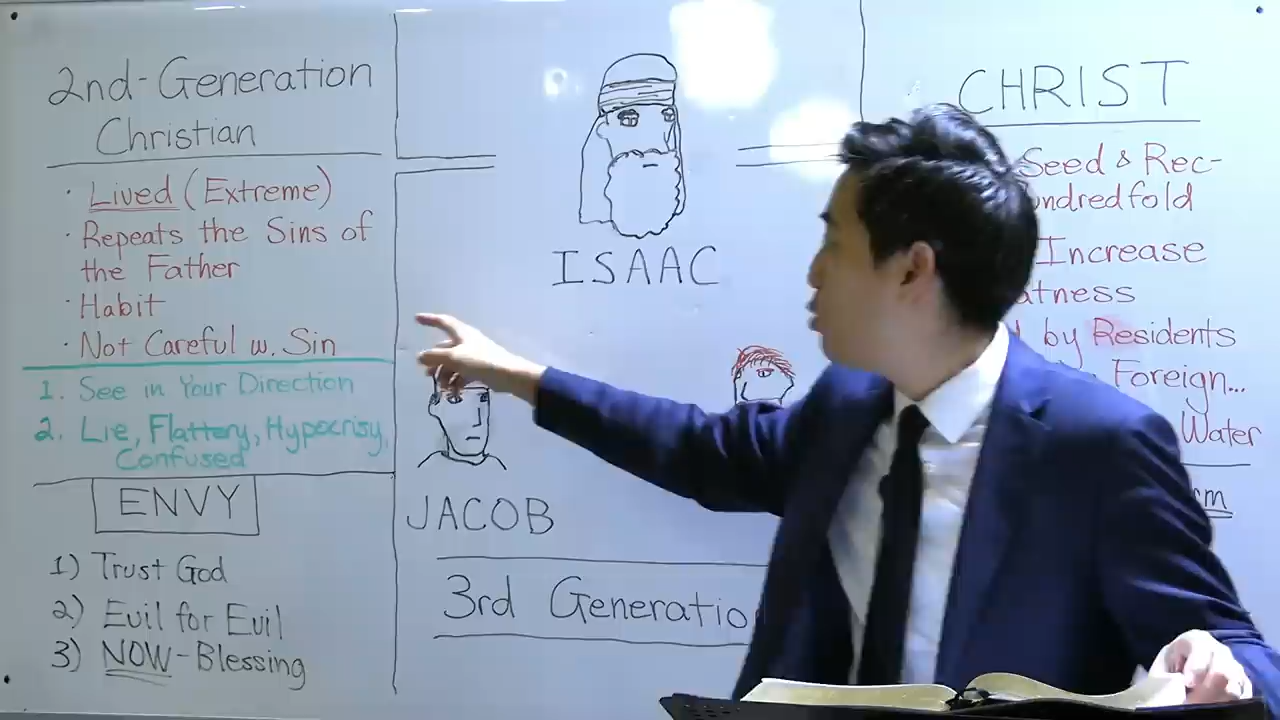 2nd-Generation
Christian
· Lived (Extreme)
· Repeats the Sins of
the Father
· Habit
· Not Careful w. Sin
1. See in Your Direction
2. Lie, Flattery, Hypocrisy,
Confused
ENVY
1) Trust God
2) Evil for Evil
3) NOW-Blessing
ISAAC
JACOB
3rd Generatio
CHRIST
Seed & Rec-
undredfold
Increase
atness
by Residents
Foreign...
Water